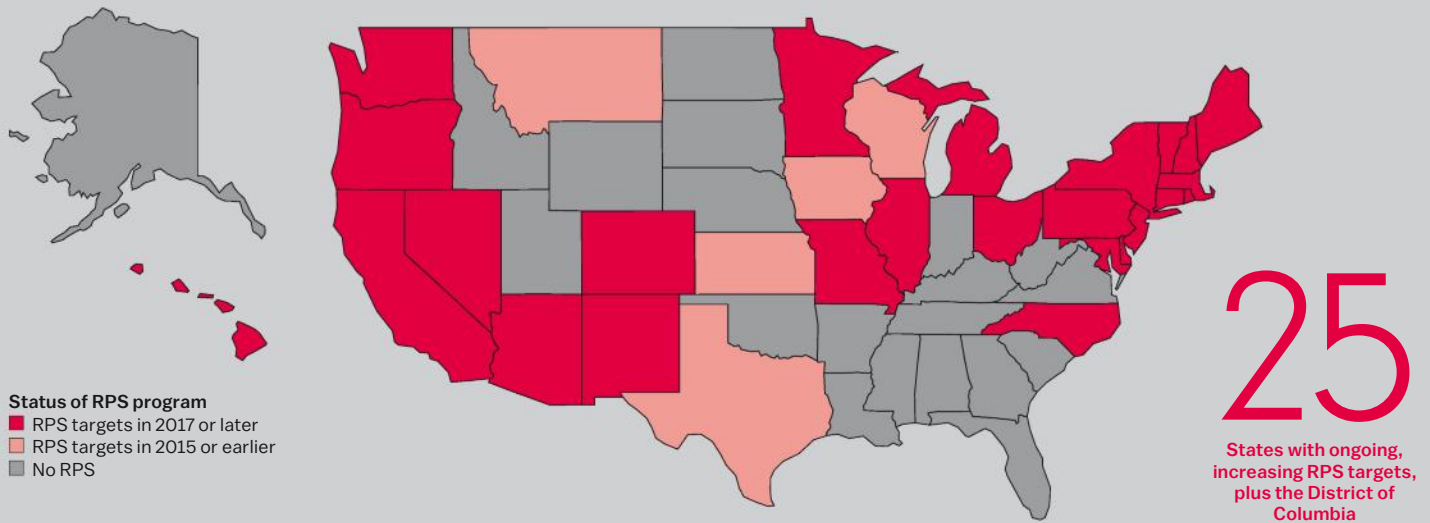 Status of RPS program
RPS targets in 2017 or later
RPS targets in 2015 or earlier
No RPS
25
States with ongoing,
increasing RPS targets,
plus the District of
Columbia